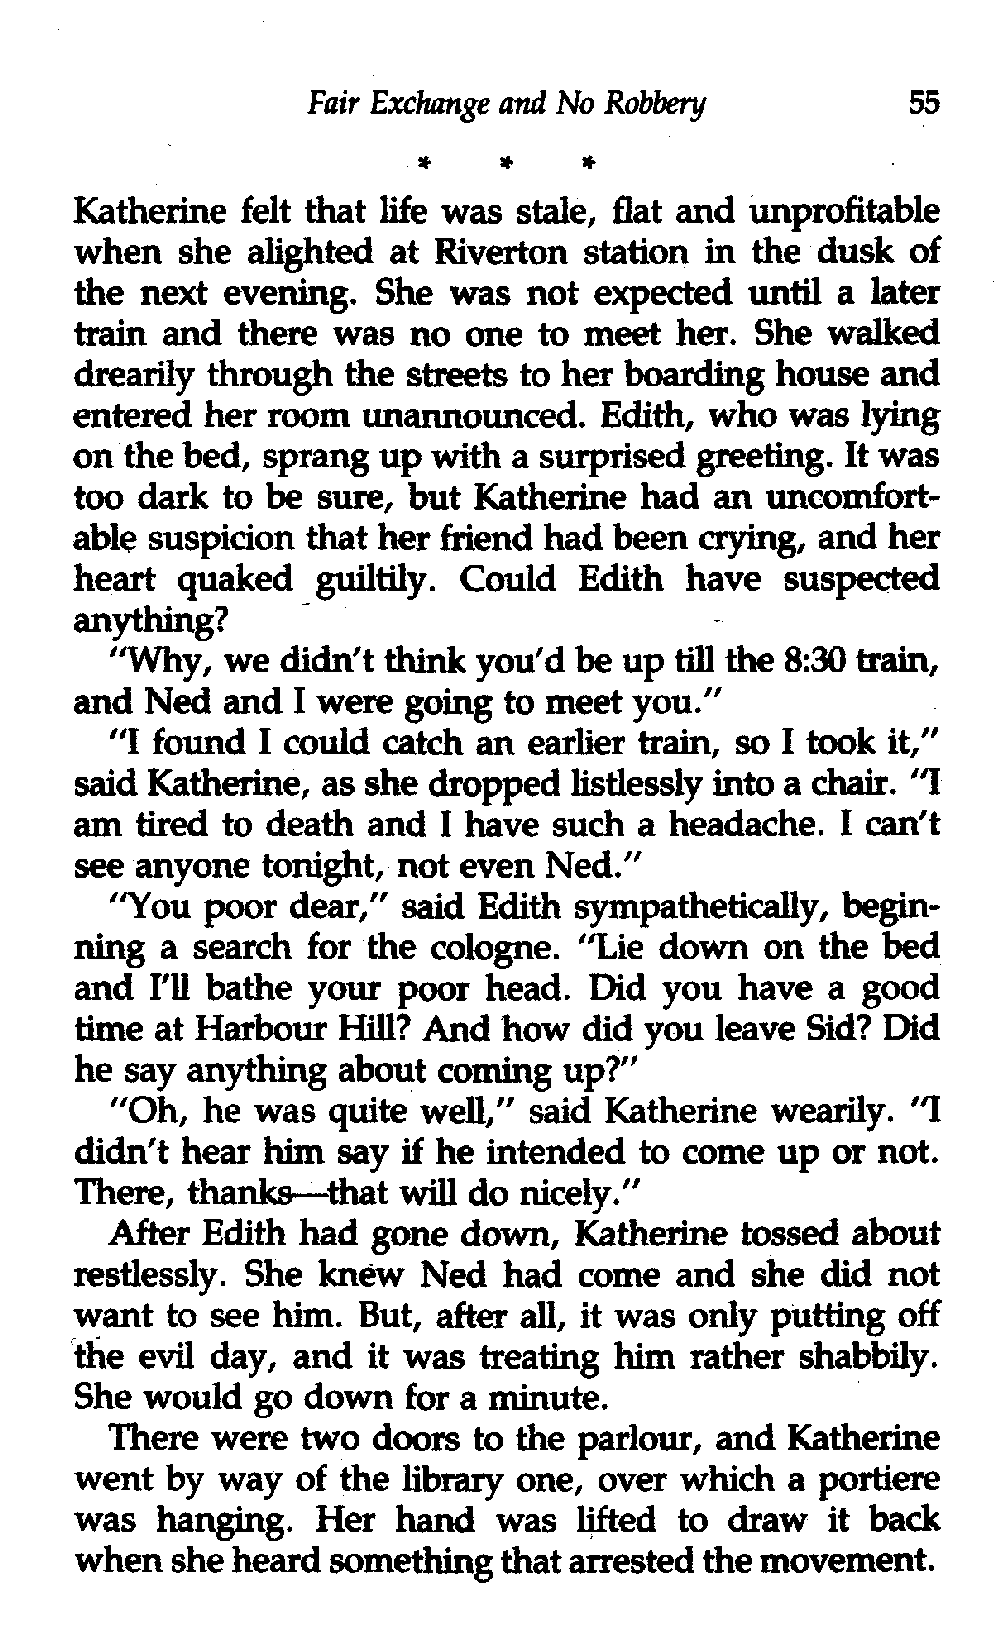 Fair Exchange and No Robbery 55
* * *
Katherine felt that life was stale, flat and unprofitable
when she alighted at Riverton station in the dusk of
the next evening. She was not expected until a later
train and there was no one to meet her. She walked
drearily through the streets to her boarding house and
entered her room unannounced. Edith, who was lying
on the bed, sprang up with a surprised greeting. It was
too dark to be sure, but Katherine had an uncomfort-
able suspicion that her friend had been crying, and her
heart quaked guiltily. Could Edith have suspected
anything?
"Why, we didn't think you'd be up till the 8:30 train,
and Ned and I were going to meet you."
"I found I could catch an earlier train, so I took it,"
said Katherine, as she dropped listlessly into a chair. "I
am tired to death and I have such a headache. I can't
see anyone tonight, not even Ned."
"You poor dear," said Edith sympathetically, begin-
ning a search for the cologne. "Lie down on the bed
and I'll bathe your poor head. Did you have a good
time at Harbour Hill? And how did you leave Sid? Did
he say anything about coming up?"
"Oh, he was quite well," said Katherine wearily. "I
didn't hear him say if he intended to come up or not.
There, thanks—that will do nicely."
After Edith had gone down, Katherine tossed about
restlessly. She knew Ned had come and she did not
want to see him. But, after all, it was only putting off
the evil day, and it was treating him rather shabbily.
She would go down for a minute.
There were two doors to the parlour, and Katherine
went by way of the library one, over which a portiere
was hanging. Her hand was lifted to draw it back
when she heard something that arrested the movement.